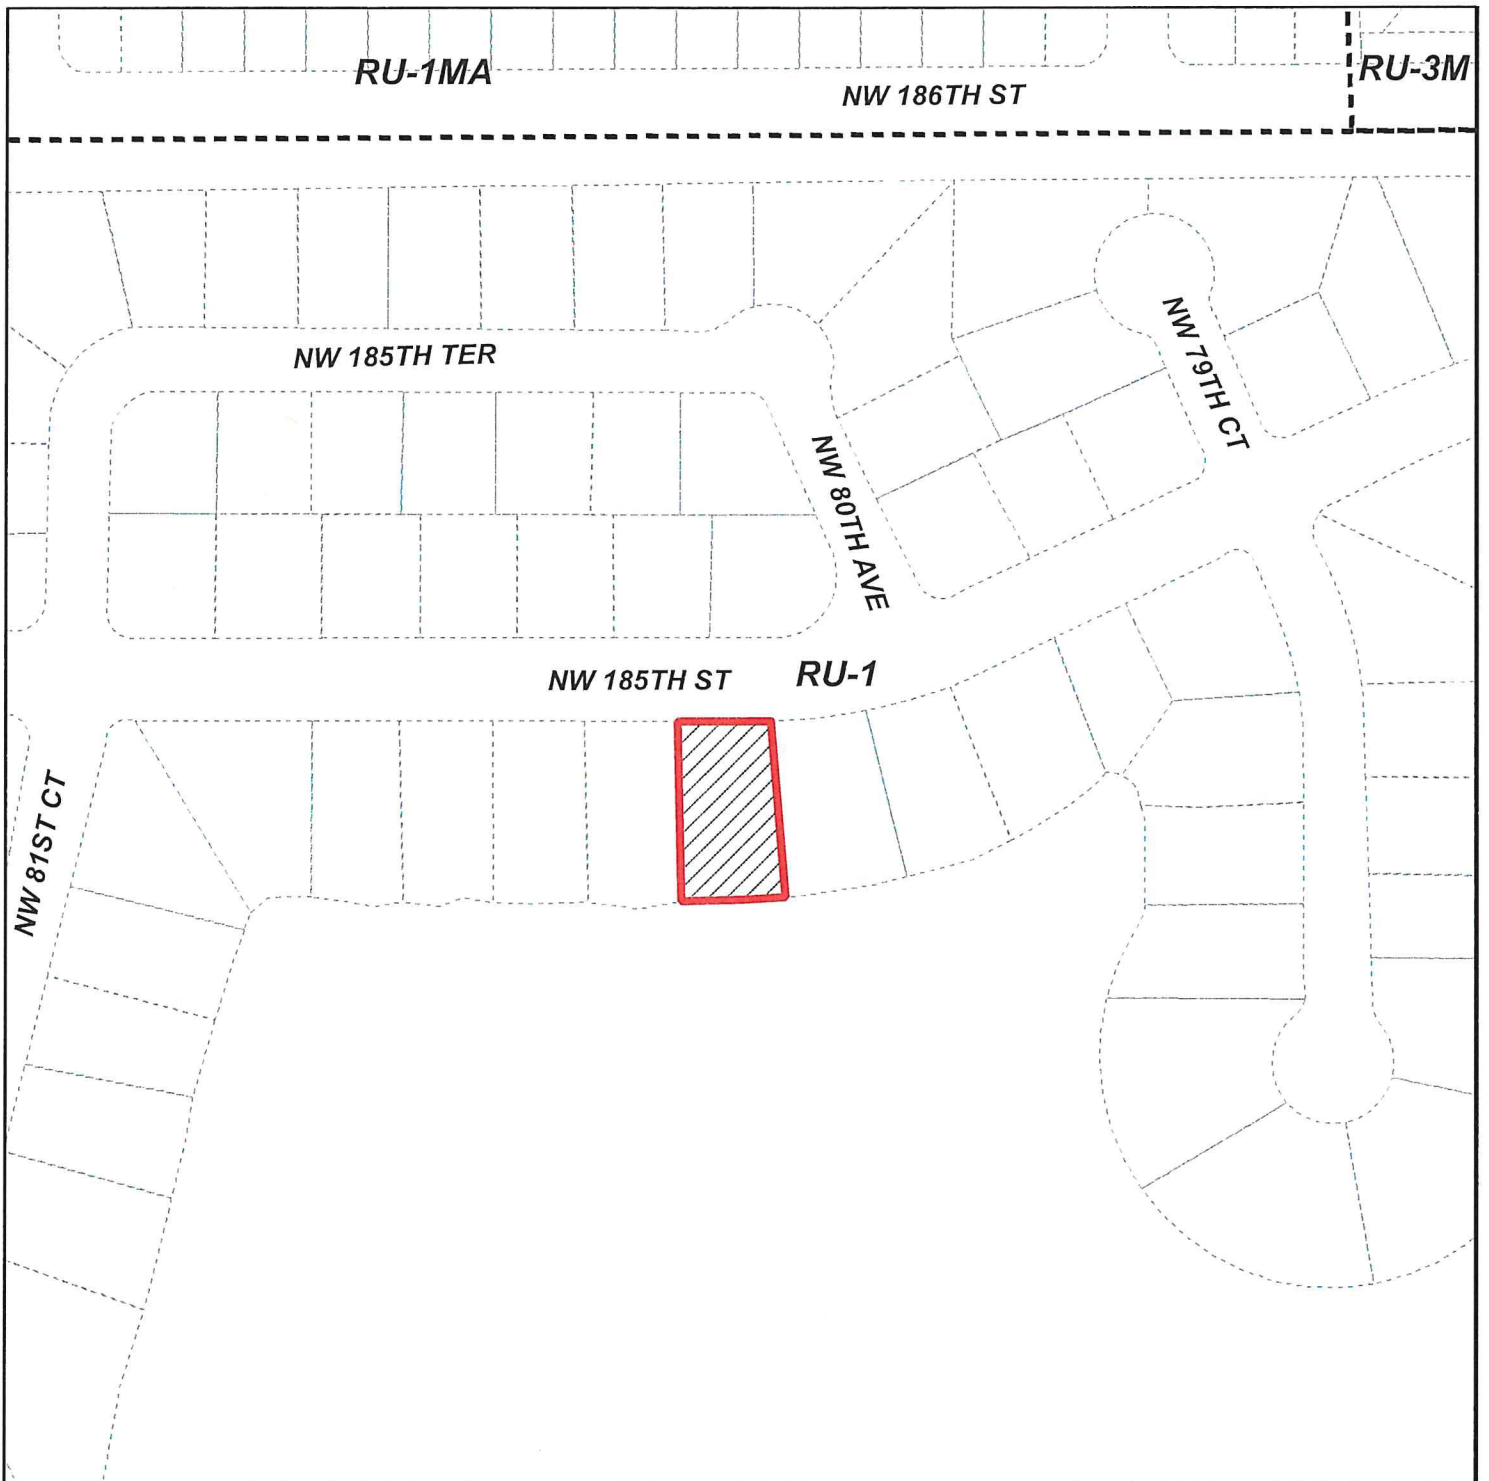 RU-1MA
RU-3M
NW 186TH ST
NW 185TH TER
NW 79TH CT
NW 80TH AVE
NW 185TH ST
RU-1
NW 81ST CT